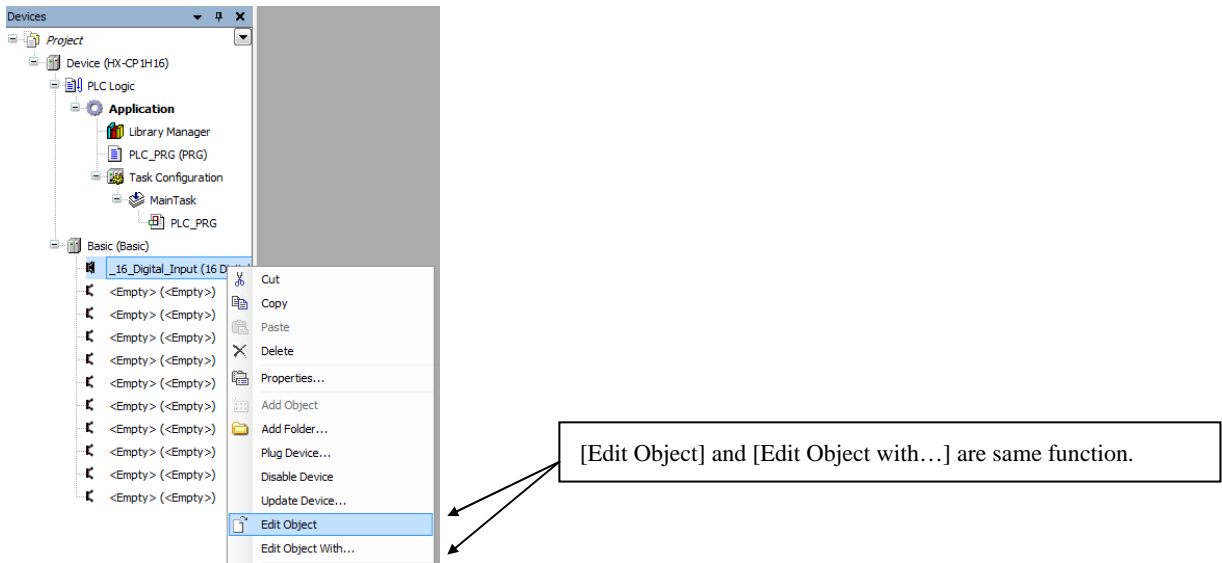 Devices
Project
Device (HX-CP1H16)
PLC Logic
Application
Library Manager
PLC_PRG (PRG)
Task Configuration
MainTask
PLC_PRG
Basic (Basic)
_16_Digital_Input (16 D
<Empty> (<Empty>)
<Empty> (<Empty>)
<Empty> (<Empty>)
<Empty> (<Empty>)
<Empty> (<Empty>)
<Empty> (<Empty>)
<Empty> (<Empty>)
<Empty> (<Empty>)
<Empty> (<Empty>)
<Empty> (<Empty>)
Cut
Copy
Paste
Delete
Properties...
Add Object
Add Folder...
Plug Device...
Disable Device
Update Device...
Edit Object
Edit Object With...
[Edit Object] and [Edit Object with…] are same function.